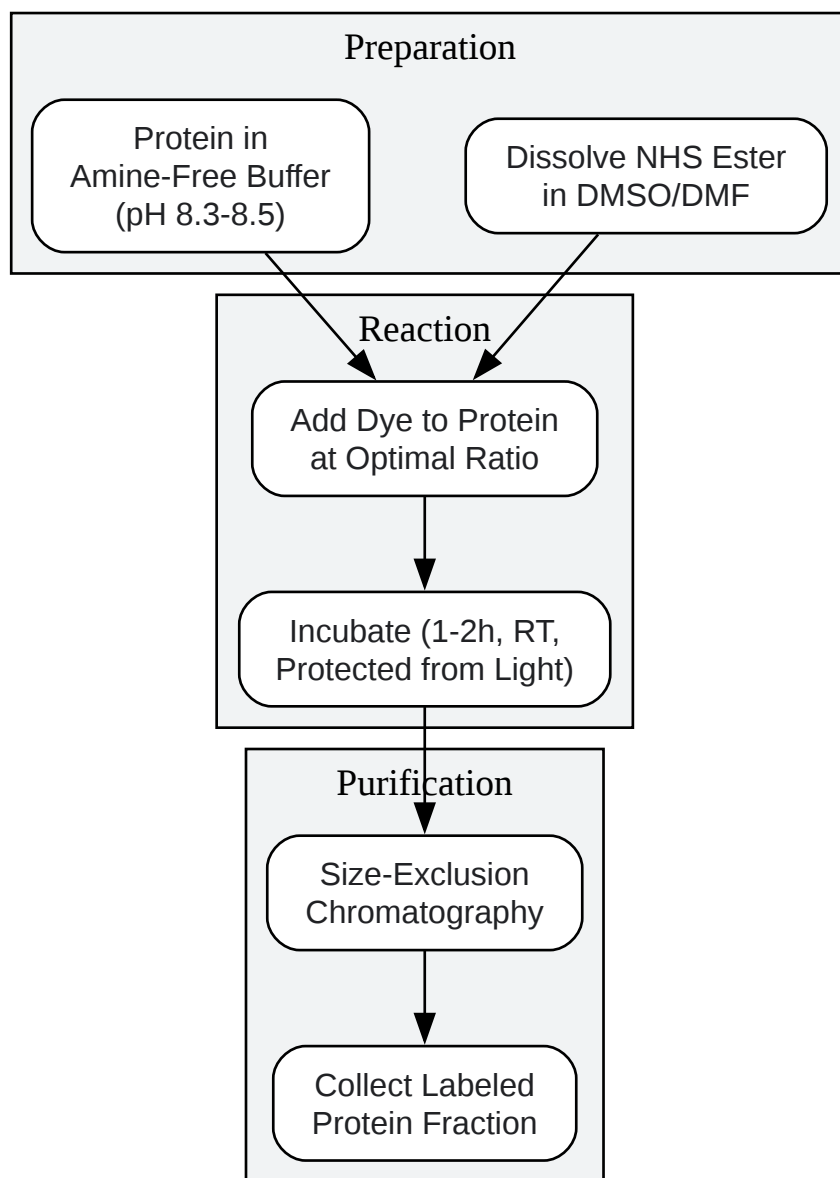 Preparation
Protein in
Amine-Free Buffer
(pH 8.3-8.5)
Dissolve NHS Ester
in DMSO/DMF
Reaction
Add Dye to Protein
at Optimal Ratio
Incubate (1-2h, RT,
Protected from Light)
Purification
Size-Exclusion
Chromatography
Collect Labeled
Protein Fraction